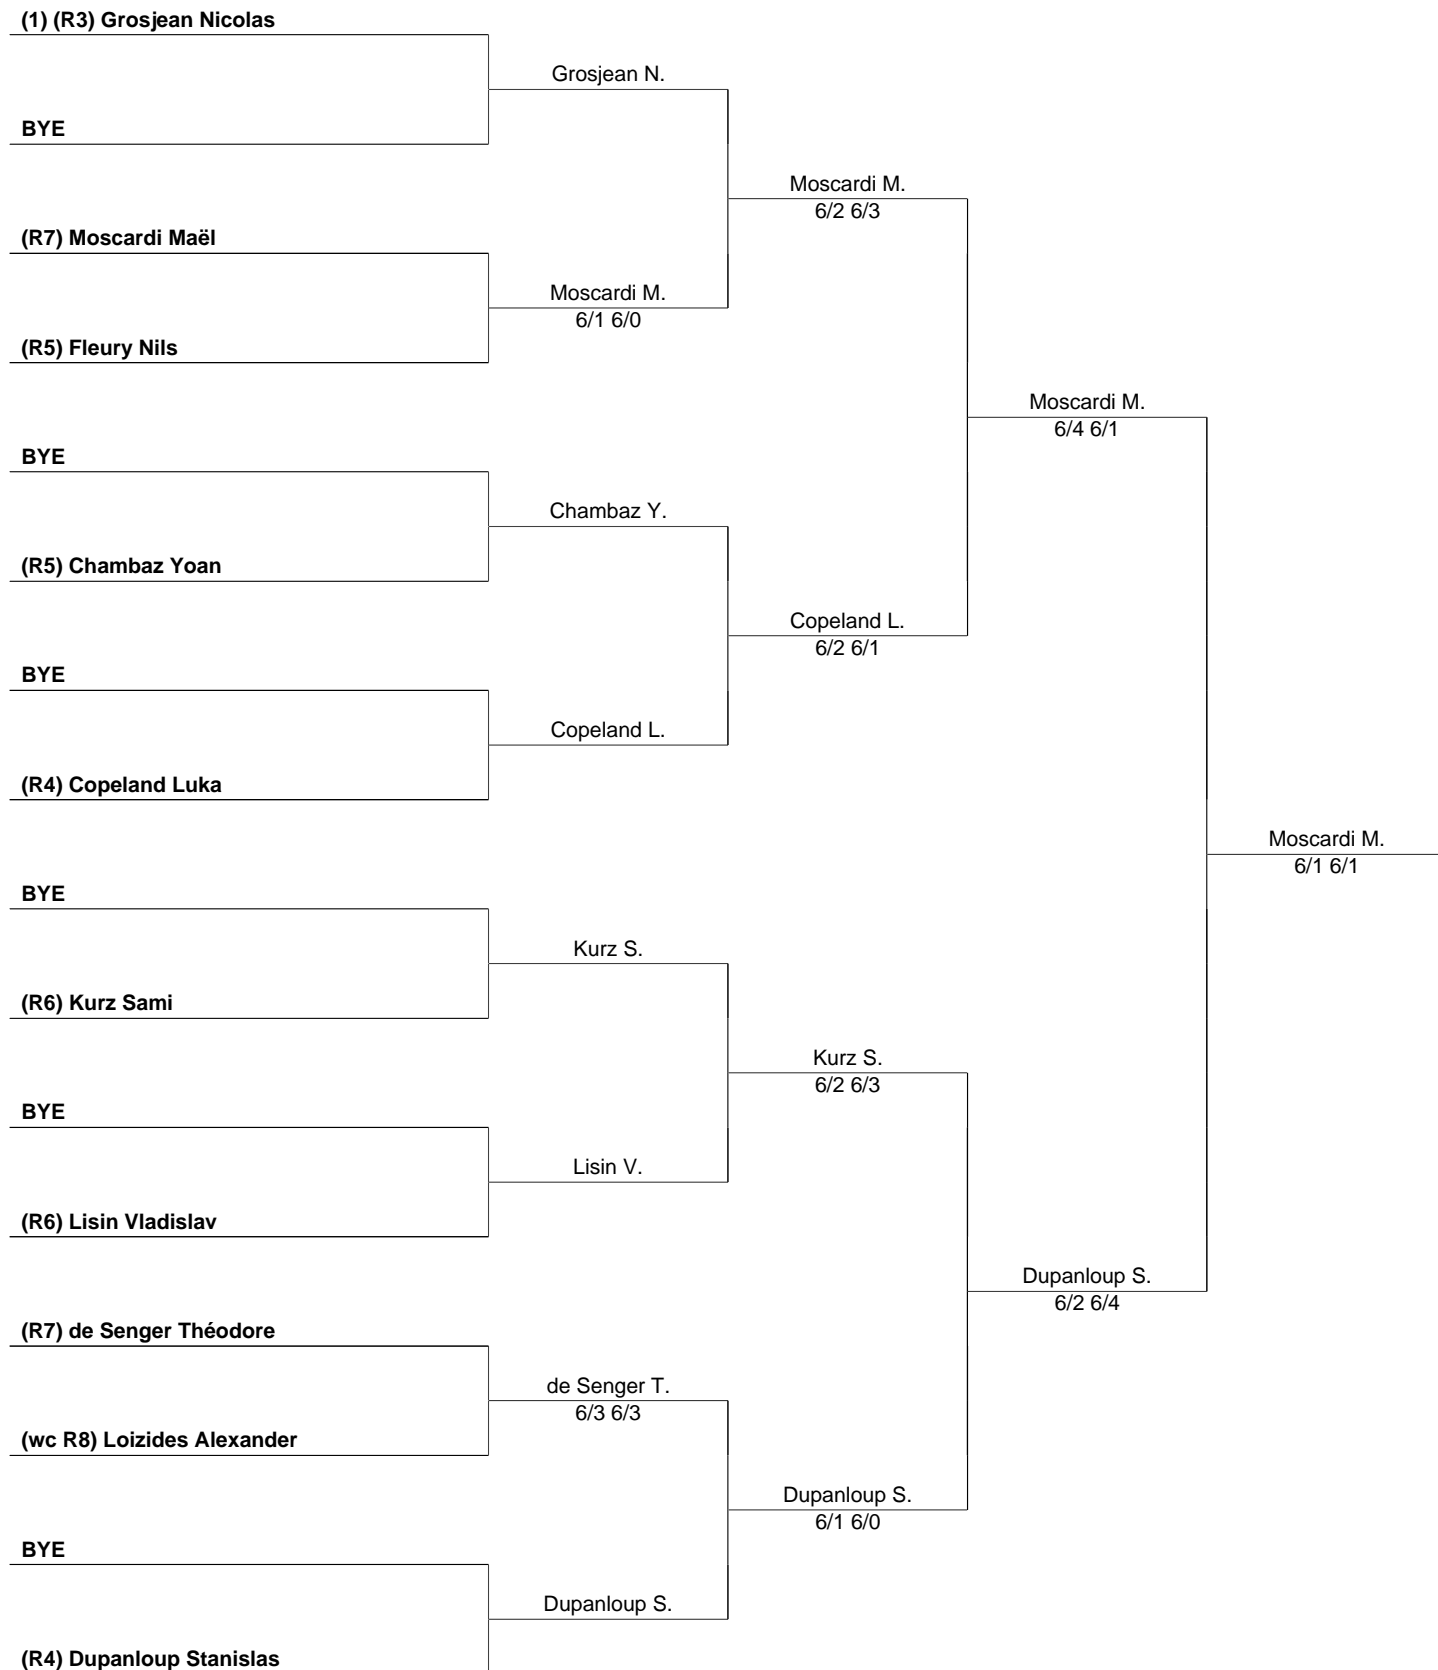 (1) (R3) Grosjean Nicolas
Grosjean N.
BYE
Moscardi M.
6/2 6/3
(R7) Moscardi Maël
Moscardi M.
6/1 6/0
(R5) Fleury Nils
Moscardi M.
6/4 6/1
BYE
Chambaz Y.
(R5) Chambaz Yoan
Copeland L.
6/2 6/1
BYE
Copeland L.
(R4) Copeland Luka
Moscardi M.
6/1 6/1
BYE
Kurz S.
(R6) Kurz Sami
Kurz S.
6/2 6/3
BYE
Lisin V.
(R6) Lisin Vladislav
Dupanloup S.
6/2 6/4
(R7) de Senger Théodore
de Senger T.
6/3 6/3
(wc R8) Loizides Alexander
Dupanloup S.
6/1 6/0
BYE
Dupanloup S.
(R4) Dupanloup Stanislas